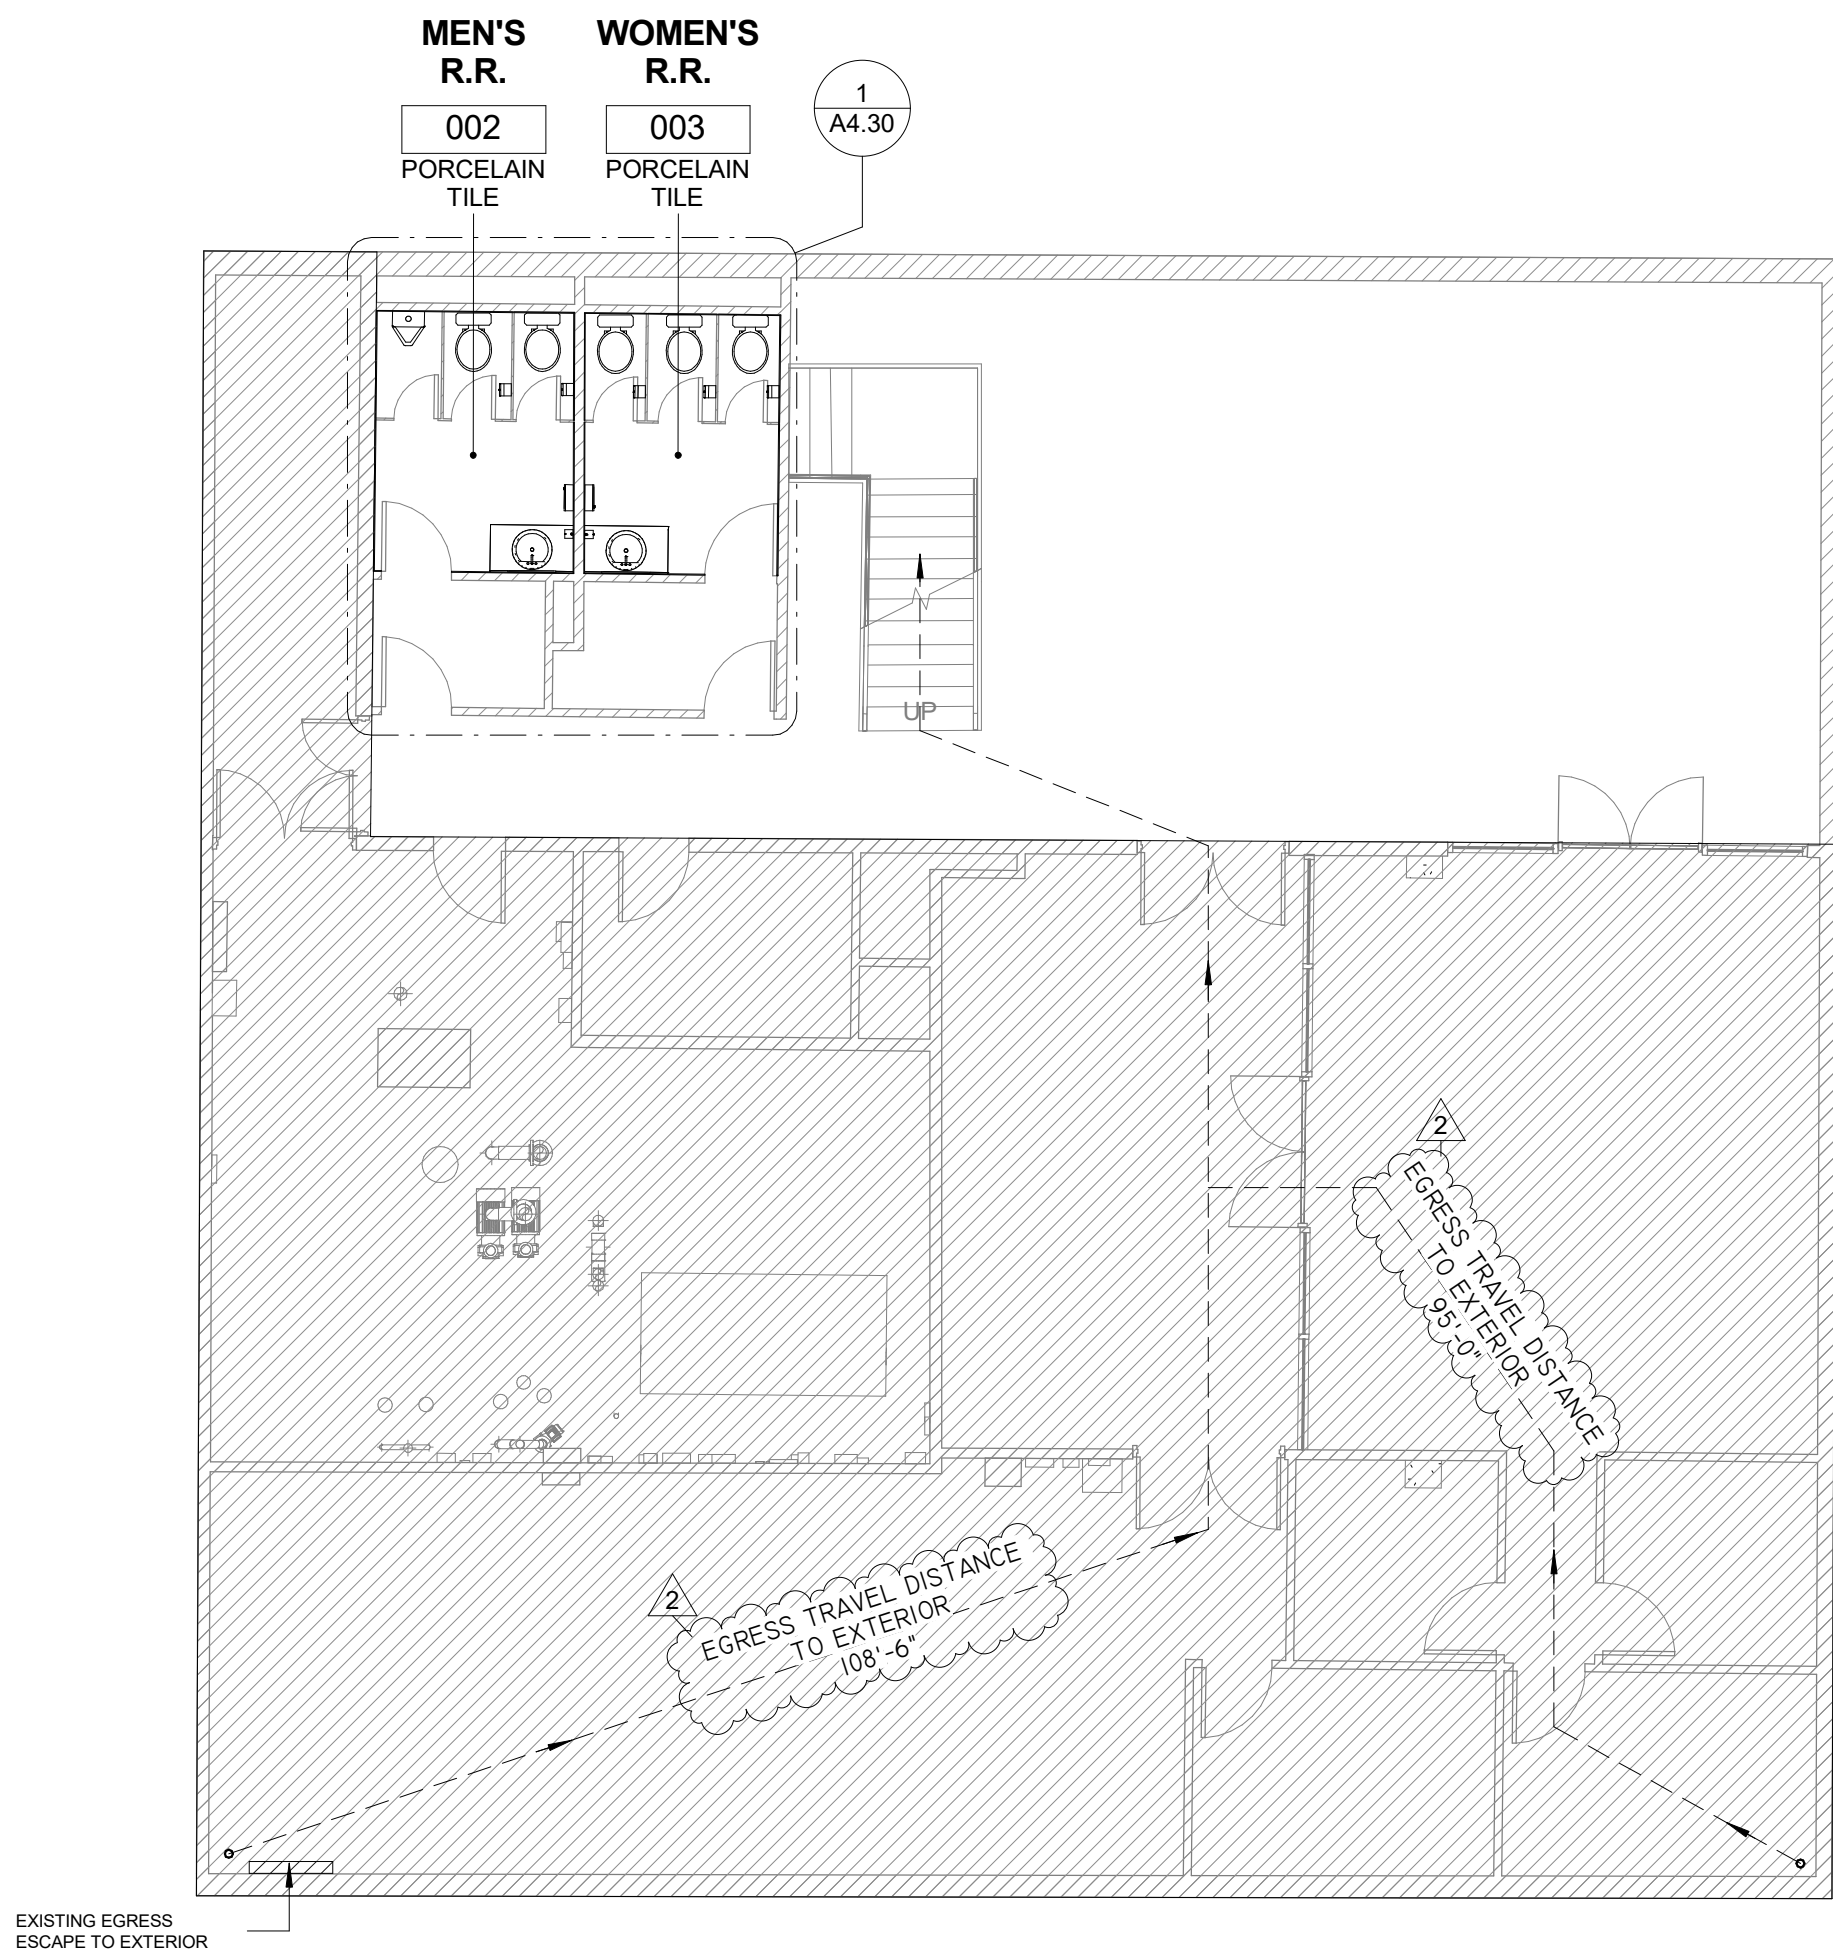 MEN'S
R.R.
002
PORCELAIN
TILE
WOMEN'S
R.R.
003
PORCELAIN
TILE
1
A4.30
UP
2
EGRESS TRAVEL DISTANCE
TO EXTERIOR
95'-0"
2
EGRESS TRAVEL DISTANCE
TO EXTERIOR
108'-6"
EXISTING EGRESS
ESCAPE TO EXTERIOR